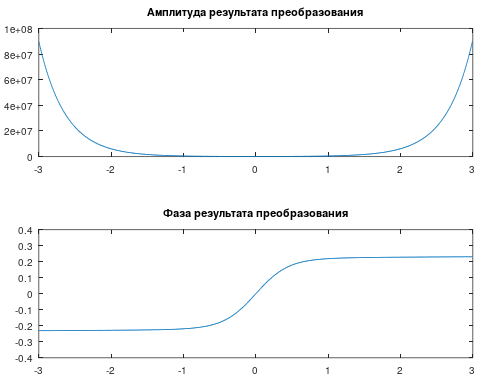 Амплитуда результата преобразования
1e+08
8e+07
6e+07
4e+07
2e+07
0
-3 -2 -1 0 1 2 3
Фаза результата преобразования
0.4
0.3
0.2
0.1
0
-0.1
-0.2
-0.3
-0.4
-3 -2 -1 0 1 2 3